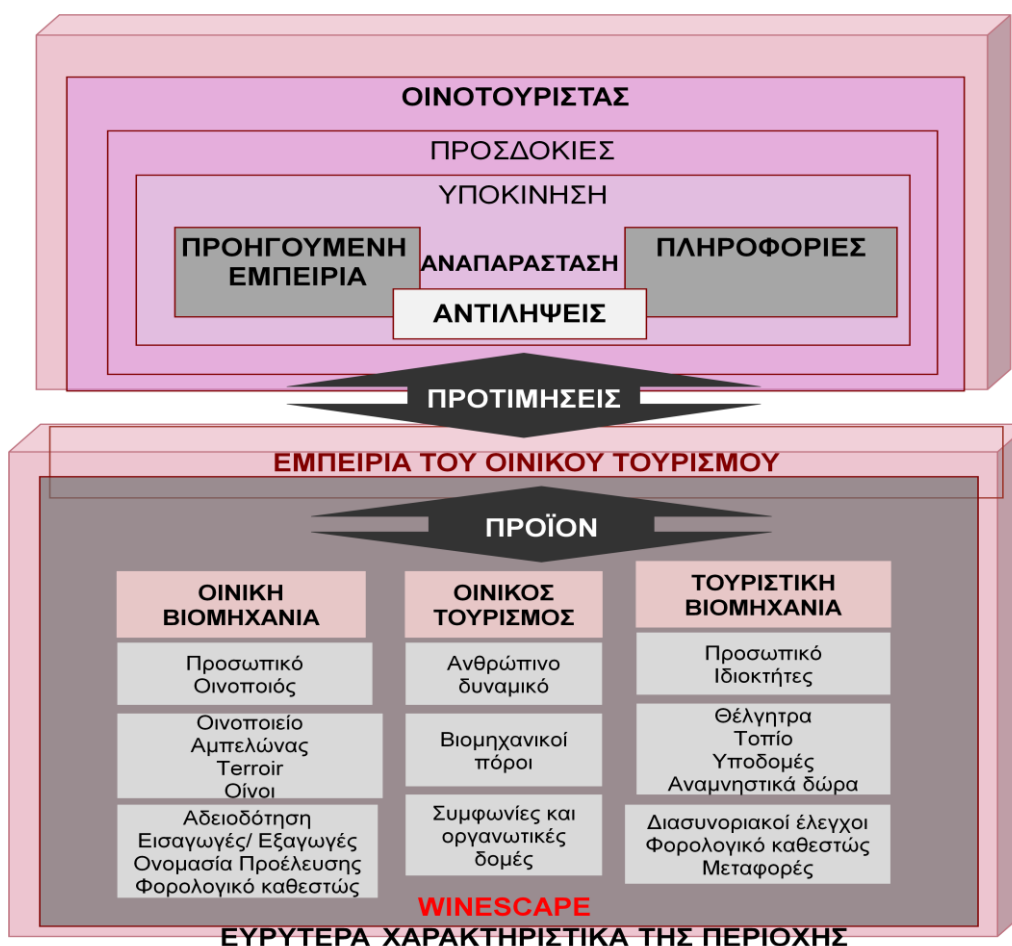 ΟΙΝΟΤΟΥΡΙΣΤΑΣ
ΠΡΟΣΔΟΚΙΕΣ
ΥΠΟΚΙΝΗΣΗ
ΠΡΟΗΓΟΥΜΕΝΗ
ΕΜΠΕΙΡΙΑ
ΑΝΑΠΑΡΑΣΤΑΣΗ
ΠΛΗΡΟΦΟΡΙΕΣ
ΑΝΤΙΛΗΨΕΙΣ
ΠΡΟΤΙΜΗΣΕΙΣ
ΕΜΠΕΙΡΙΑ ΤΟΥ ΟΙΝΙΚΟΥ ΤΟΥΡΙΣΜΟΥ
ΠΡΟΪΟΝ
ΟΙΝΙΚΗ
ΒΙΟΜΗΧΑΝΙΑ
Προσωπικό
Οινοποιός
Οινοποιείο
Αμπελώνας
Terroir
Οίνοι
Αδειοδότηση
Εισαγωγές/ Εξαγωγές
Ονομασία Προέλευσης
Φορολογικό καθεστώς
ΟΙΝΙΚΟΣ
ΤΟΥΡΙΣΜΟΣ
Ανθρώπινο
δυναμικό
Βιομηχανικοί
πόροι
Συμφωνίες και
οργανωτικές
δομές
ΤΟΥΡΙΣΤΙΚΗ
ΒΙΟΜΗΧΑΝΙΑ
Προσωπικό
Ιδιοκτήτες
Θέλγητρα
Τοπίο
Υποδομές
Αναμνηστικά δώρα
Διασυνοριακοί έλεγχοι
Φορολογικό καθεστώς
Μεταφορές
WINESCAPE
ΕΥΡΥΤΕΡΑ ΧΑΡΑΚΤΗΡΙΣΤΙΚΑ ΤΗΣ ΠΕΡΙΟΧΗΣ